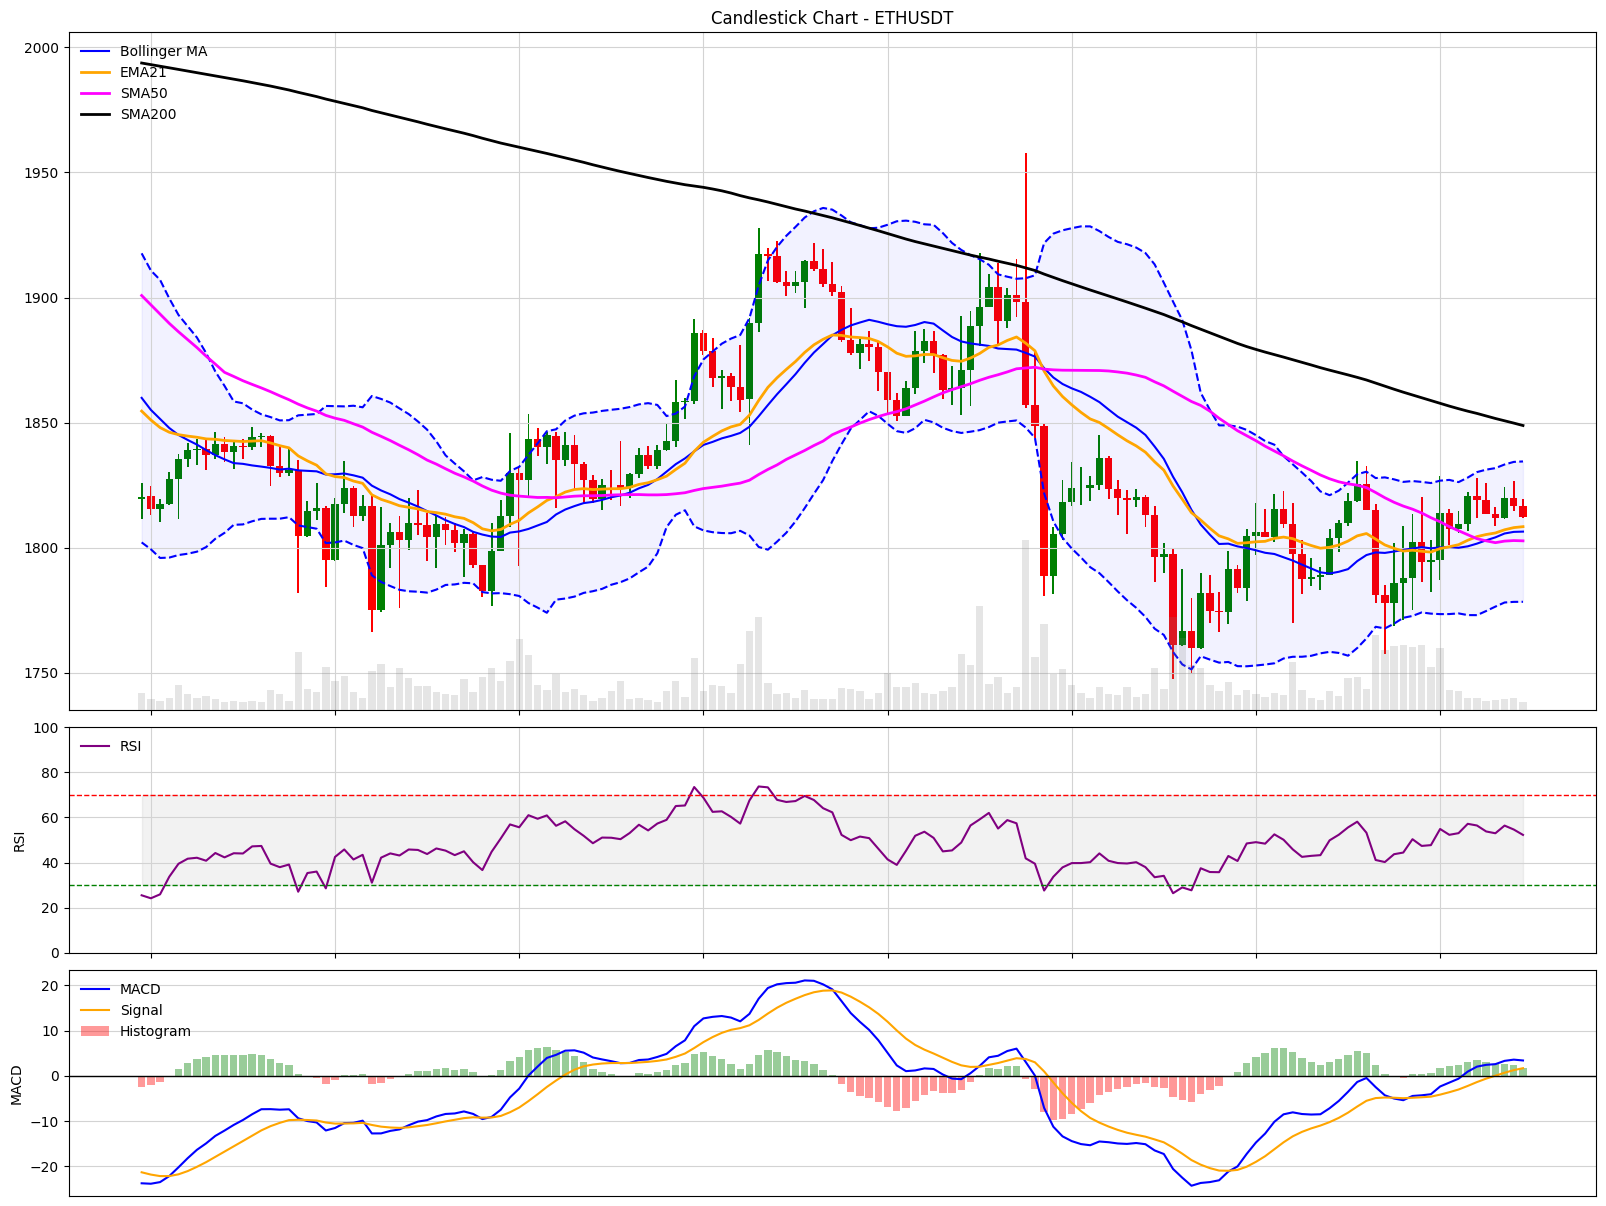 Candlestick Chart - ETHUSDT
2000
1950
1900
1850
1800
1750
Bollinger MA
EMA21
SMA50
SMA200
100
80
60
40
20
0
RSI
RSI
20
10
0
−10
−20
MACD
MACD
Signal
Histogram